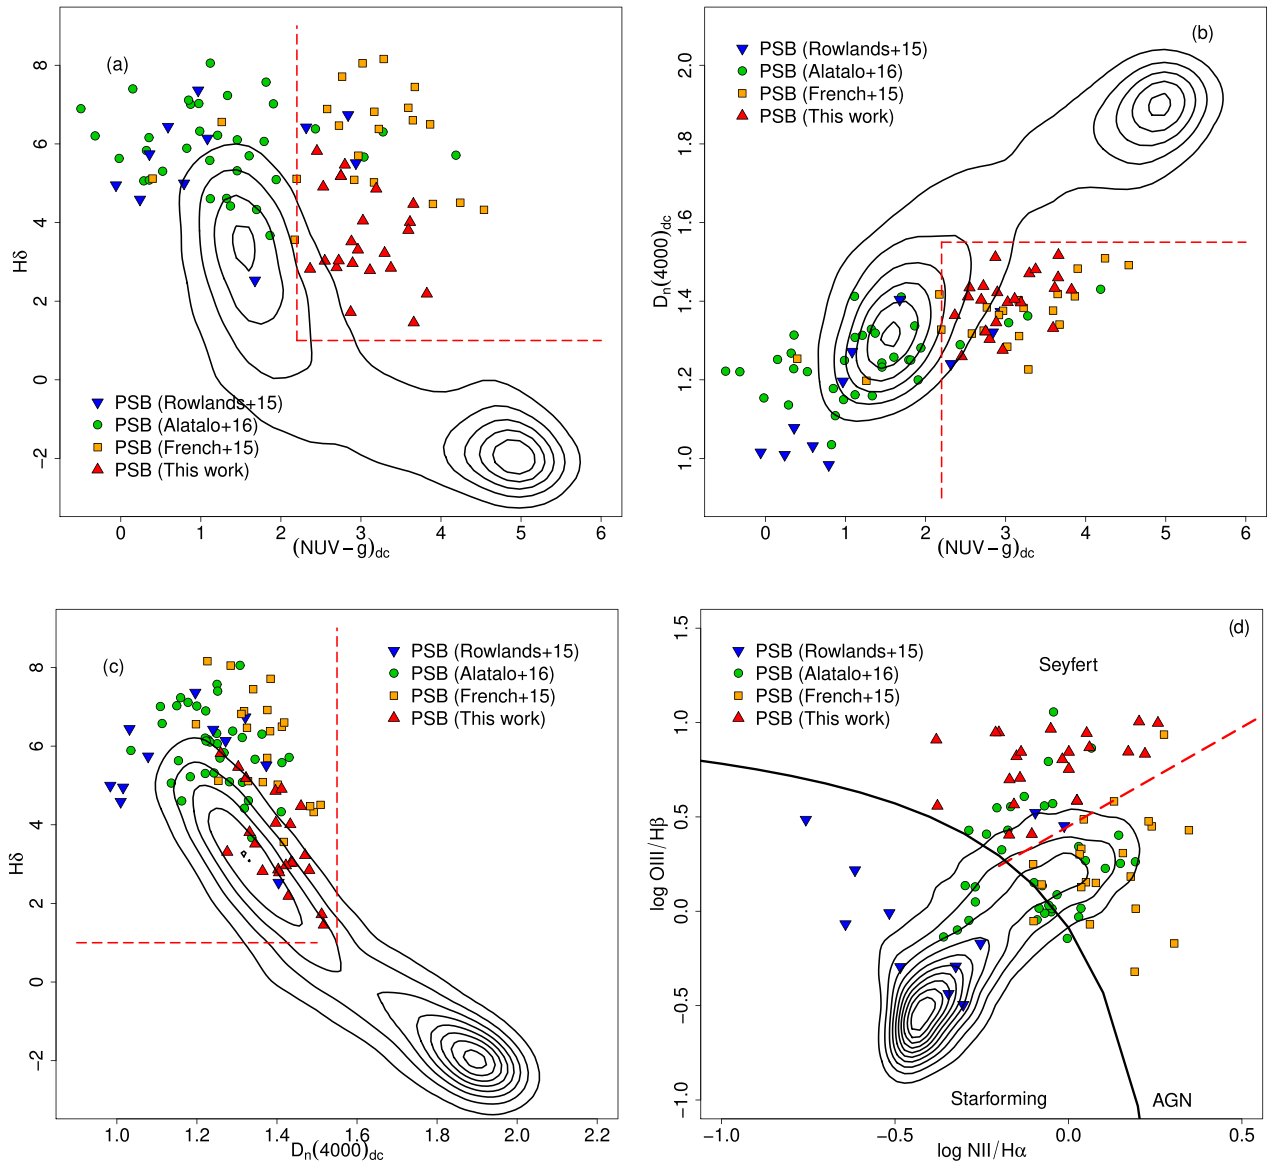 (a)
Hδ
8
6
4
2
0
−2
PSB (Rowlands+15)
PSB (Alatalo+16)
PSB (French+15)
PSB (This work)
0 1 2 3 4 5 6
(NUV−g)dc
(b)
Dn(4000)dc
2.0
1.8
1.6
1.4
1.2
1.0
PSB (Rowlands+15)
PSB (Alatalo+16)
PSB (French+15)
PSB (This work)
0 1 2 3 4 5 6
(NUV−g)dc
(c)
Hδ
8
6
4
2
0
−2
PSB (Rowlands+15)
PSB (Alatalo+16)
PSB (French+15)
PSB (This work)
1.0 1.2 1.4 1.6 1.8 2.0 2.2
Dn(4000)dc
(d)
log OIII/Hβ
1.5
1.0
0.5
0.0
−0.5
−1.0
PSB (Rowlands+15)
PSB (Alatalo+16)
PSB (French+15)
PSB (This work)
Seyfert
Starforming
AGN
−1.0 −0.5 0.0 0.5
log NII/Hα